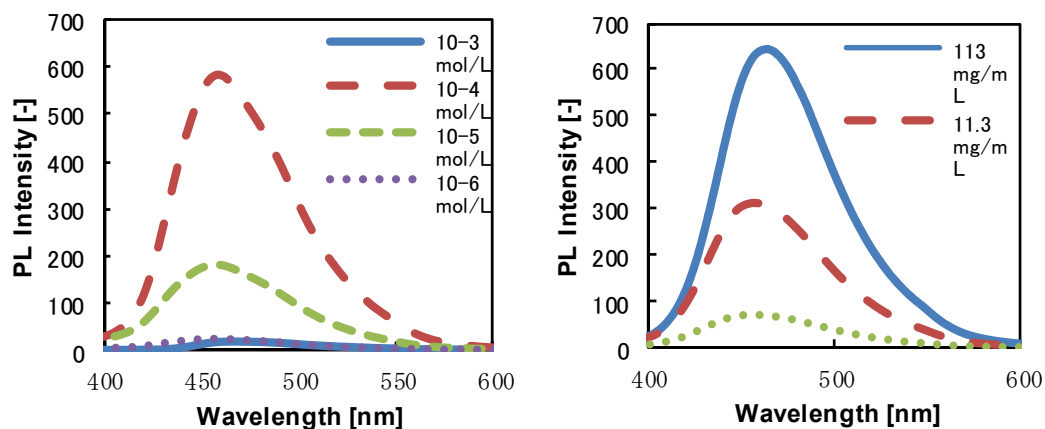 700
600
500
400
300
200
100
0
PL Intensity [-]
10-3
mol/L
10-4
mol/L
10-5
mol/L
10-6
mol/L
400 450 500 550 600
Wavelength [nm]
700
600
500
400
300
200
100
0
PL Intensity [-]
113
mg/m
L
11.3
mg/m
L
400 500 600
Wavelength [nm]